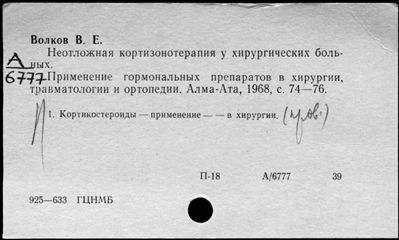 Волков В. Е.
Неотложная кортизонотерапия у хирургических боль-
А ных.
6777 Применение гормональных препаратов в хирургии,
травматологии и ортопедии. Алма-Ата, 1968, с. 74—76.
1. Кортикостероиды — применение — — в хирургии. (пров.)
П-18 А/6777 39
925—633 ГЦНМБ